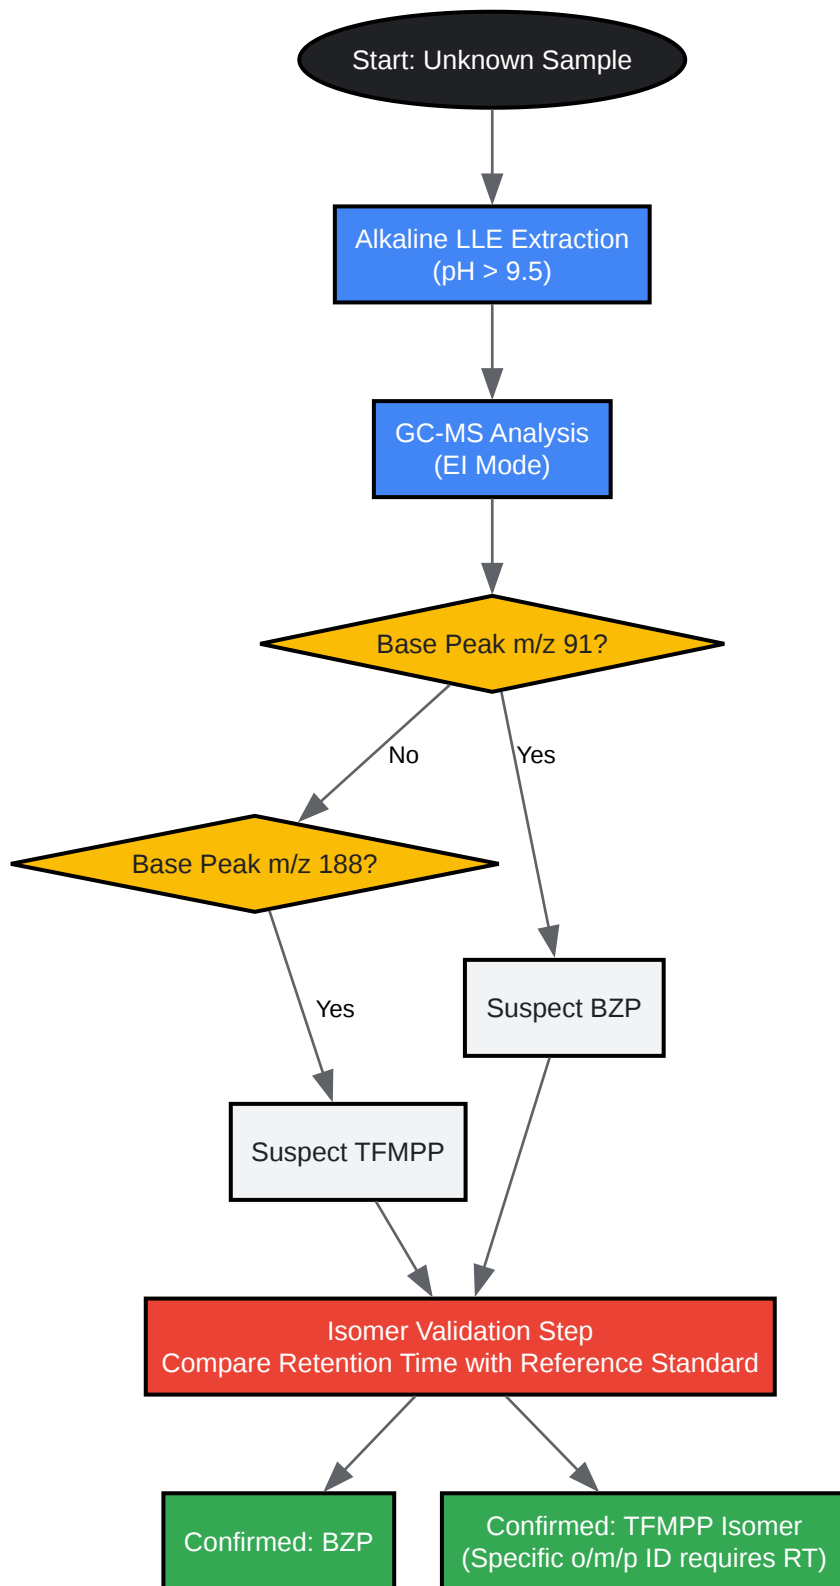 Start: Unknown Sample
Alkaline LLE Extraction
(pH > 9.5)
GC-MS Analysis
(EI Mode)
Base Peak m/z 91?
No
Yes
Base Peak m/z 188?
Yes
Suspect BZP
Suspect TFMPP
Isomer Validation Step
Compare Retention Time with Reference Standard
Confirmed: BZP
Confirmed: TFMPP Isomer
(Specific o/m/p ID requires RT)